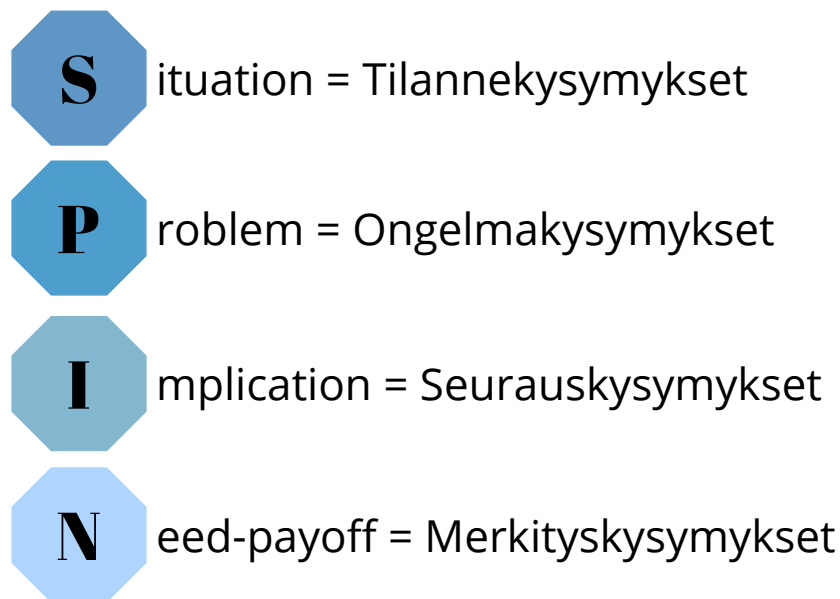 Situation = Tilannekysymykset
Problem = Ongelmakysymykset
Implication = Seurauskysymykset
Need-payoff = Merkityskysymykset